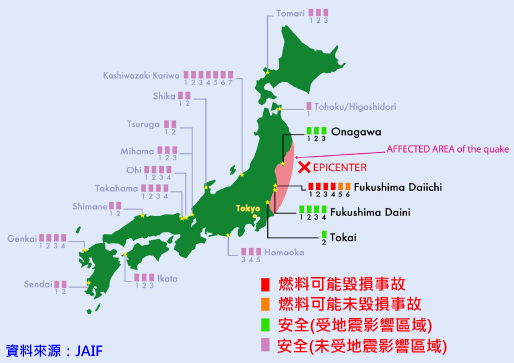 Tomari
1 2 3
Kashiwazaki Kariwa
1 2 3 4 5 6 7
Shika
1 2
1 Tohoku/Higashidori
Tsuruga
1 2
Onagawa
1 2 3
Mihama
1 2 3
AFFECTED AREA of the quake
Ohi
1 2 3 4
EPICENTER
Takahama
1 2 3 4
Fukushima Daiichi
1 2 3 4 5 6
Shimane
1 2
Tokyo
Fukushima Daini
1 2 3 4
Genkai
1 2 3 4
Tokai
2
Hamaoka
3 4 5
Sendai
1 2
Ikata
1 2 3
燃料可能毀損事故
燃料可能未毀損事故
安全(受地震影響區域)
安全(未受地震影響區域)
資料來源：JAIF